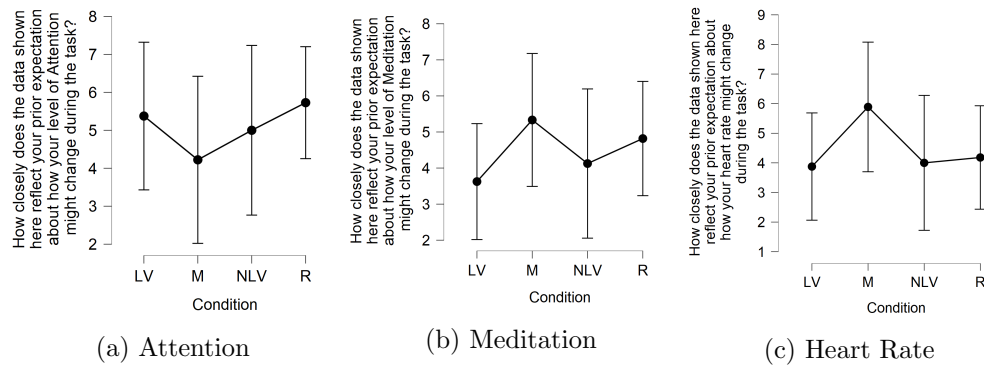 How closely does the data shown
here reflect your prior expectation
about how your level of Attention
might change during the task?
8
7
6
5
4
3
2
LV M NLV R
Condition
(a) Attention
How closely does the data shown
here reflect your prior expectation
about how your level of Meditation
might change during the task?
8
7
6
5
4
3
2
LV M NLV R
Condition
(b) Meditation
How closely does the data shown here
reflect your prior expectation about
how your heart rate might change
during the task?
9
8
7
6
5
4
3
2
1
LV M NLV R
Condition
(c) Heart Rate